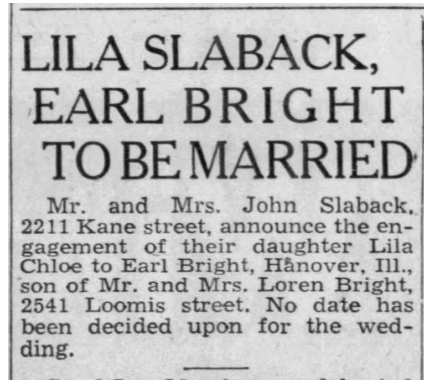 LILA SLABACK,
EARL BRIGHT
TO BE MARRIED
Mr. and Mrs. John Slaback,
2211 Kane street, announce the en-
gagement of their daughter Lila
Chloe to Earl Bright, Hanover, Ill.,
son of Mr. and Mrs. Loren Bright,
2541 Loomis street. No date has
been decided upon for the wed-
ding.